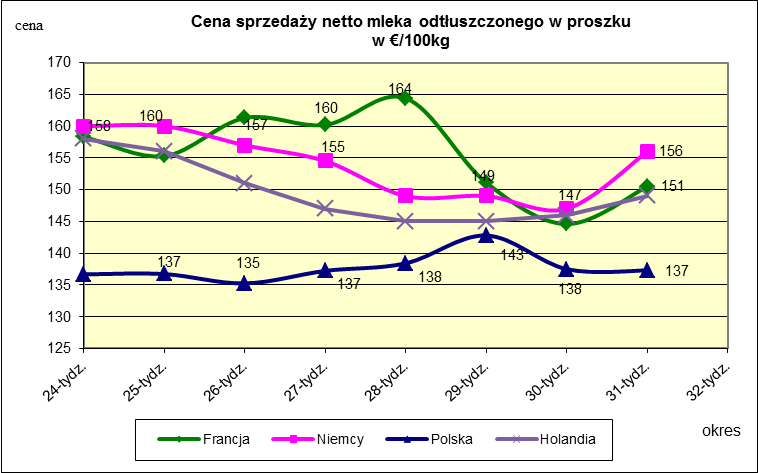 Cena sprzedaży netto mleka odtłuszczonego w proszku
w €/100kg
cena
170
165
160
155
150
145
140
135
130
125
158
160
157
160
155
164
149
147
156
151
137
135
137
138
143
138
137
24-tydz.
25-tydz.
26-tydz.
27-tydz.
28-tydz.
29-tydz.
30-tydz.
31-tydz.
32-tydz.
okres
Francja Niemcy Polska Holandia